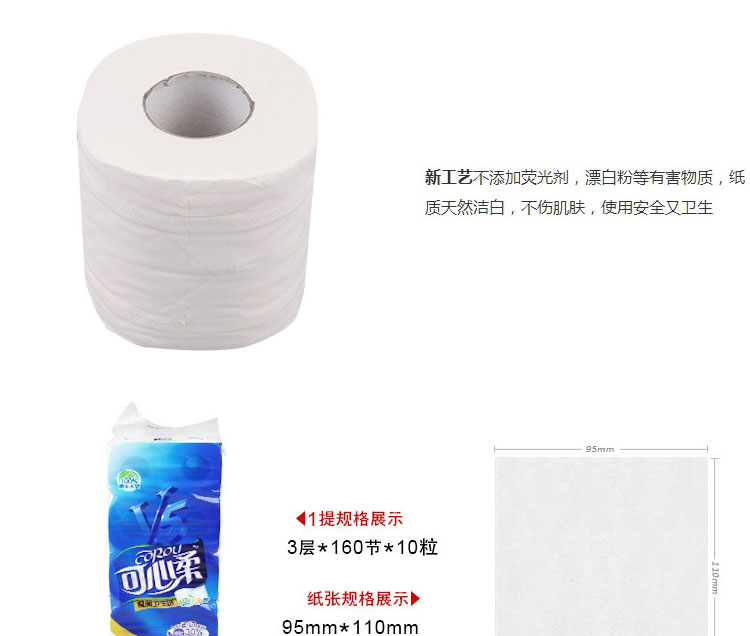 新工艺不添加荧光剂，漂白粉等有害物质，纸
质天然洁白，不伤肌肤，使用安全又卫生
95mm
100%
V5
CoRou
可心柔
1提规格展示
3层*160节*10粒
110mm
纸张规格展示
95mm*110mm